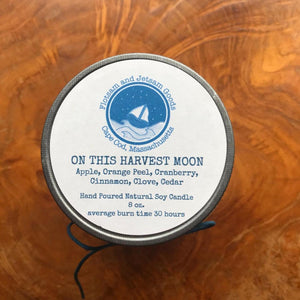 Flotsam and Jetsam Goods
Cape Cod, Massachusetts
ON THIS HARVEST MOON
Apple, Orange Peel, Cranberry,
Cinnamon, Clove, Cedar
Hand Poured Natural Soy Candle
8 oz.
average burn time 30 hours